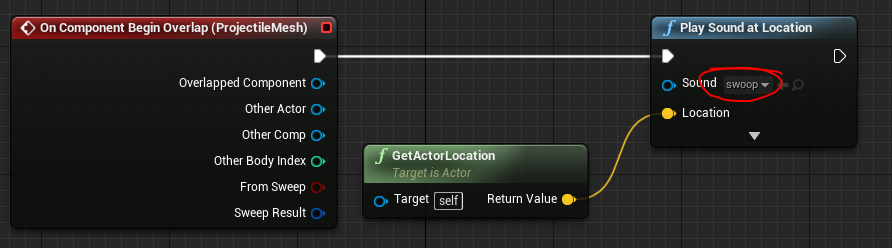 On Component Begin Overlap (ProjectileMesh)
Overlapped Component
Other Actor
Other Comp
Other Body Index
From Sweep
Sweep Result
f GetActorLocation
Target is Actor
Target self Return Value
f Play Sound at Location
Sound swoop
Location